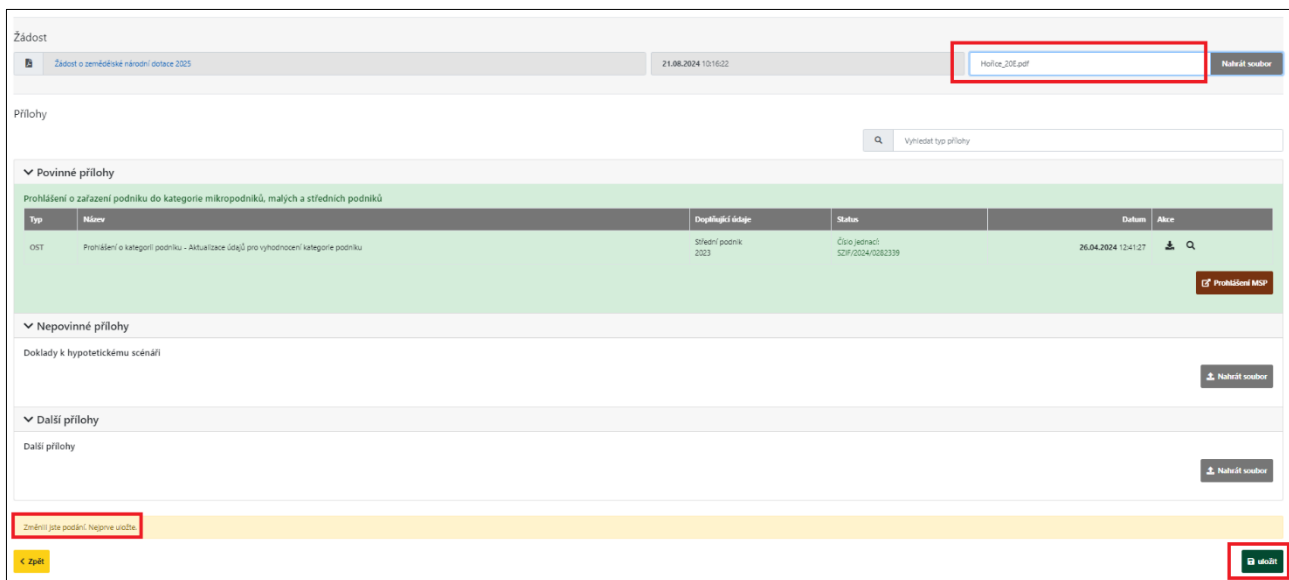 Žádost
Žádost o zemědělské národní dotace 2025
21.08.2024 10:16:22
Hořice_20E.pdf
Nahrát soubor
Přílohy
Vyhledat typ přílohy
Povinné přílohy
Prohlášení o zařazení podniku do kategorie mikropodniků, malých a středních podniků
Typ Název Doplňující údaje Status Datum Akce
OST Prohlášení o kategorii podniku - Aktualizace údajů pro vyhodnocení kategorie podniku
Střední podnik
2023
Číslo jednací:
SZIF/2024/0282339
26.04.2024 12:41:27
Prohlášení MSP
Nepovinné přílohy
Doklady k hypotetickému scénáři
Nahrát soubor
Další přílohy
Další přílohy
Nahrát soubor
Změnili jste podání. Nejprve uložte.
Zpět
uložit